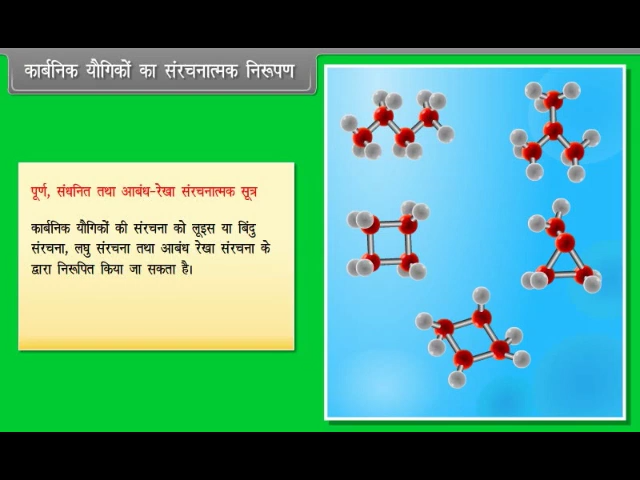 कार्बनिक यौगिकों का संरचनात्मक निरूपण
पूर्ण, संघनित तथा आबंध-रेखा संरचनात्मक सूत्र
कार्बनिक यौगिकों की संरचना को लूइस या बिंदु
संरचना, लघु संरचना तथा आबंध रेखा संरचना के
द्वारा निरूपित किया जा सकता है।